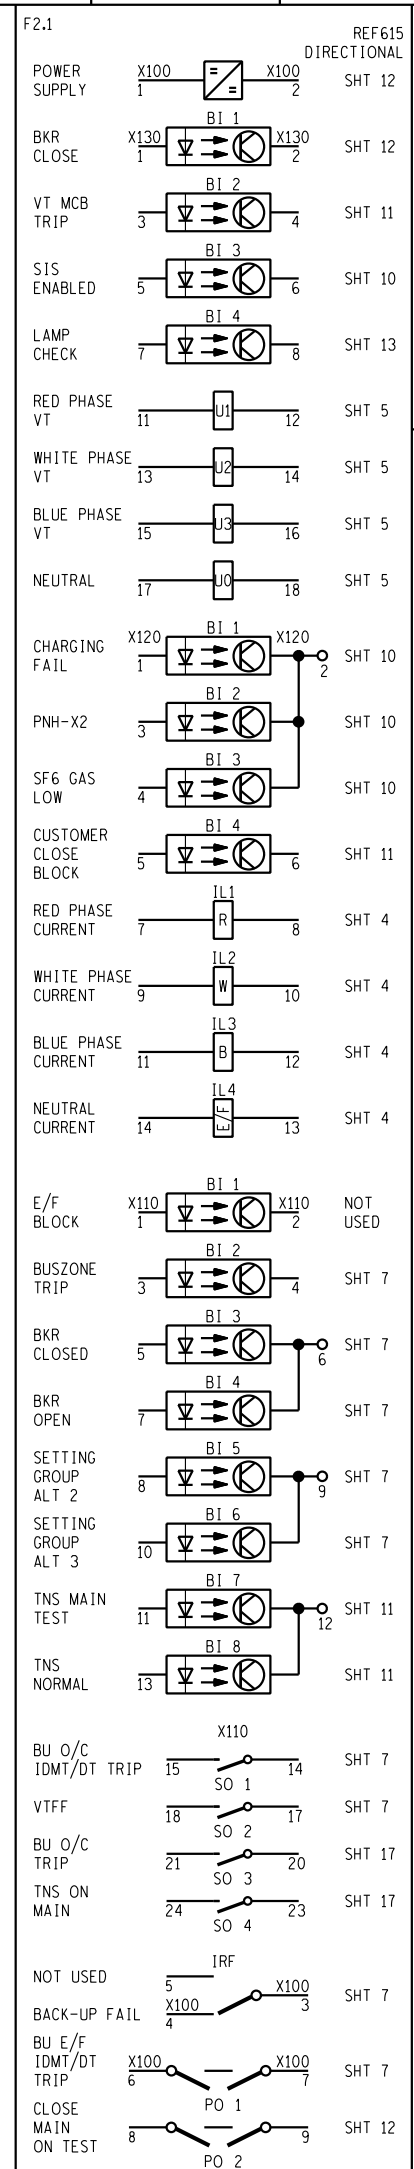 F2.1
REF615
DIRECTIONAL
POWER SUPPLY X100 1 = = X100 2 SHT 12
BI 1
BKR CLOSE X130 1 X130 2 SHT 12
BI 2
VT MCB TRIP 3 4 SHT 11
BI 3
SIS ENABLED 5 6 SHT 10
BI 4
LAMP CHECK 7 8 SHT 13
RED PHASE VT 11 U1 12 SHT 5
WHITE PHASE VT 13 U2 14 SHT 5
BLUE PHASE VT 15 U3 16 SHT 5
NEUTRAL 17 U0 18 SHT 5
BI 1
CHARGING FAIL X120 1 X120 2 SHT 10
BI 2
PNH-X2 3 SHT 10
BI 3
SF6 GAS LOW 4 SHT 10
BI 4
CUSTOMER CLOSE BLOCK 5 6 SHT 11
IL1
RED PHASE CURRENT 7 R 8 SHT 4
IL2
WHITE PHASE CURRENT 9 W 10 SHT 4
IL3
BLUE PHASE CURRENT 11 B 12 SHT 4
IL4
NEUTRAL CURRENT 14 E/F 13 SHT 4
BI 1
E/F BLOCK X110 1 X110 2 NOT USED
BI 2
BUSZONE TRIP 3 4 SHT 7
BI 3
BKR CLOSED 5 6 SHT 7
BI 4
BKR OPEN 7 SHT 7
BI 5
SETTING GROUP ALT 2 8 9 SHT 7
BI 6
SETTING GROUP ALT 3 10 SHT 7
BI 7
TNS MAIN TEST 11 12 SHT 11
BI 8
TNS NORMAL 13 SHT 11
X110
BU O/C IDMT/DT TRIP 15 14 SHT 7
SO 1
VTFF 18 17 SHT 7
SO 2
BU O/C TRIP 21 20 SHT 17
SO 3
TNS ON MAIN 24 23 SHT 17
SO 4
IRF
NOT USED 5
BACK-UP FAIL X100 4 X100 3 SHT 7
BU E/F IDMT/DT TRIP X100 6 X100 7 SHT 7
PO 1
CLOSE MAIN ON TEST 8 9 SHT 12
PO 2